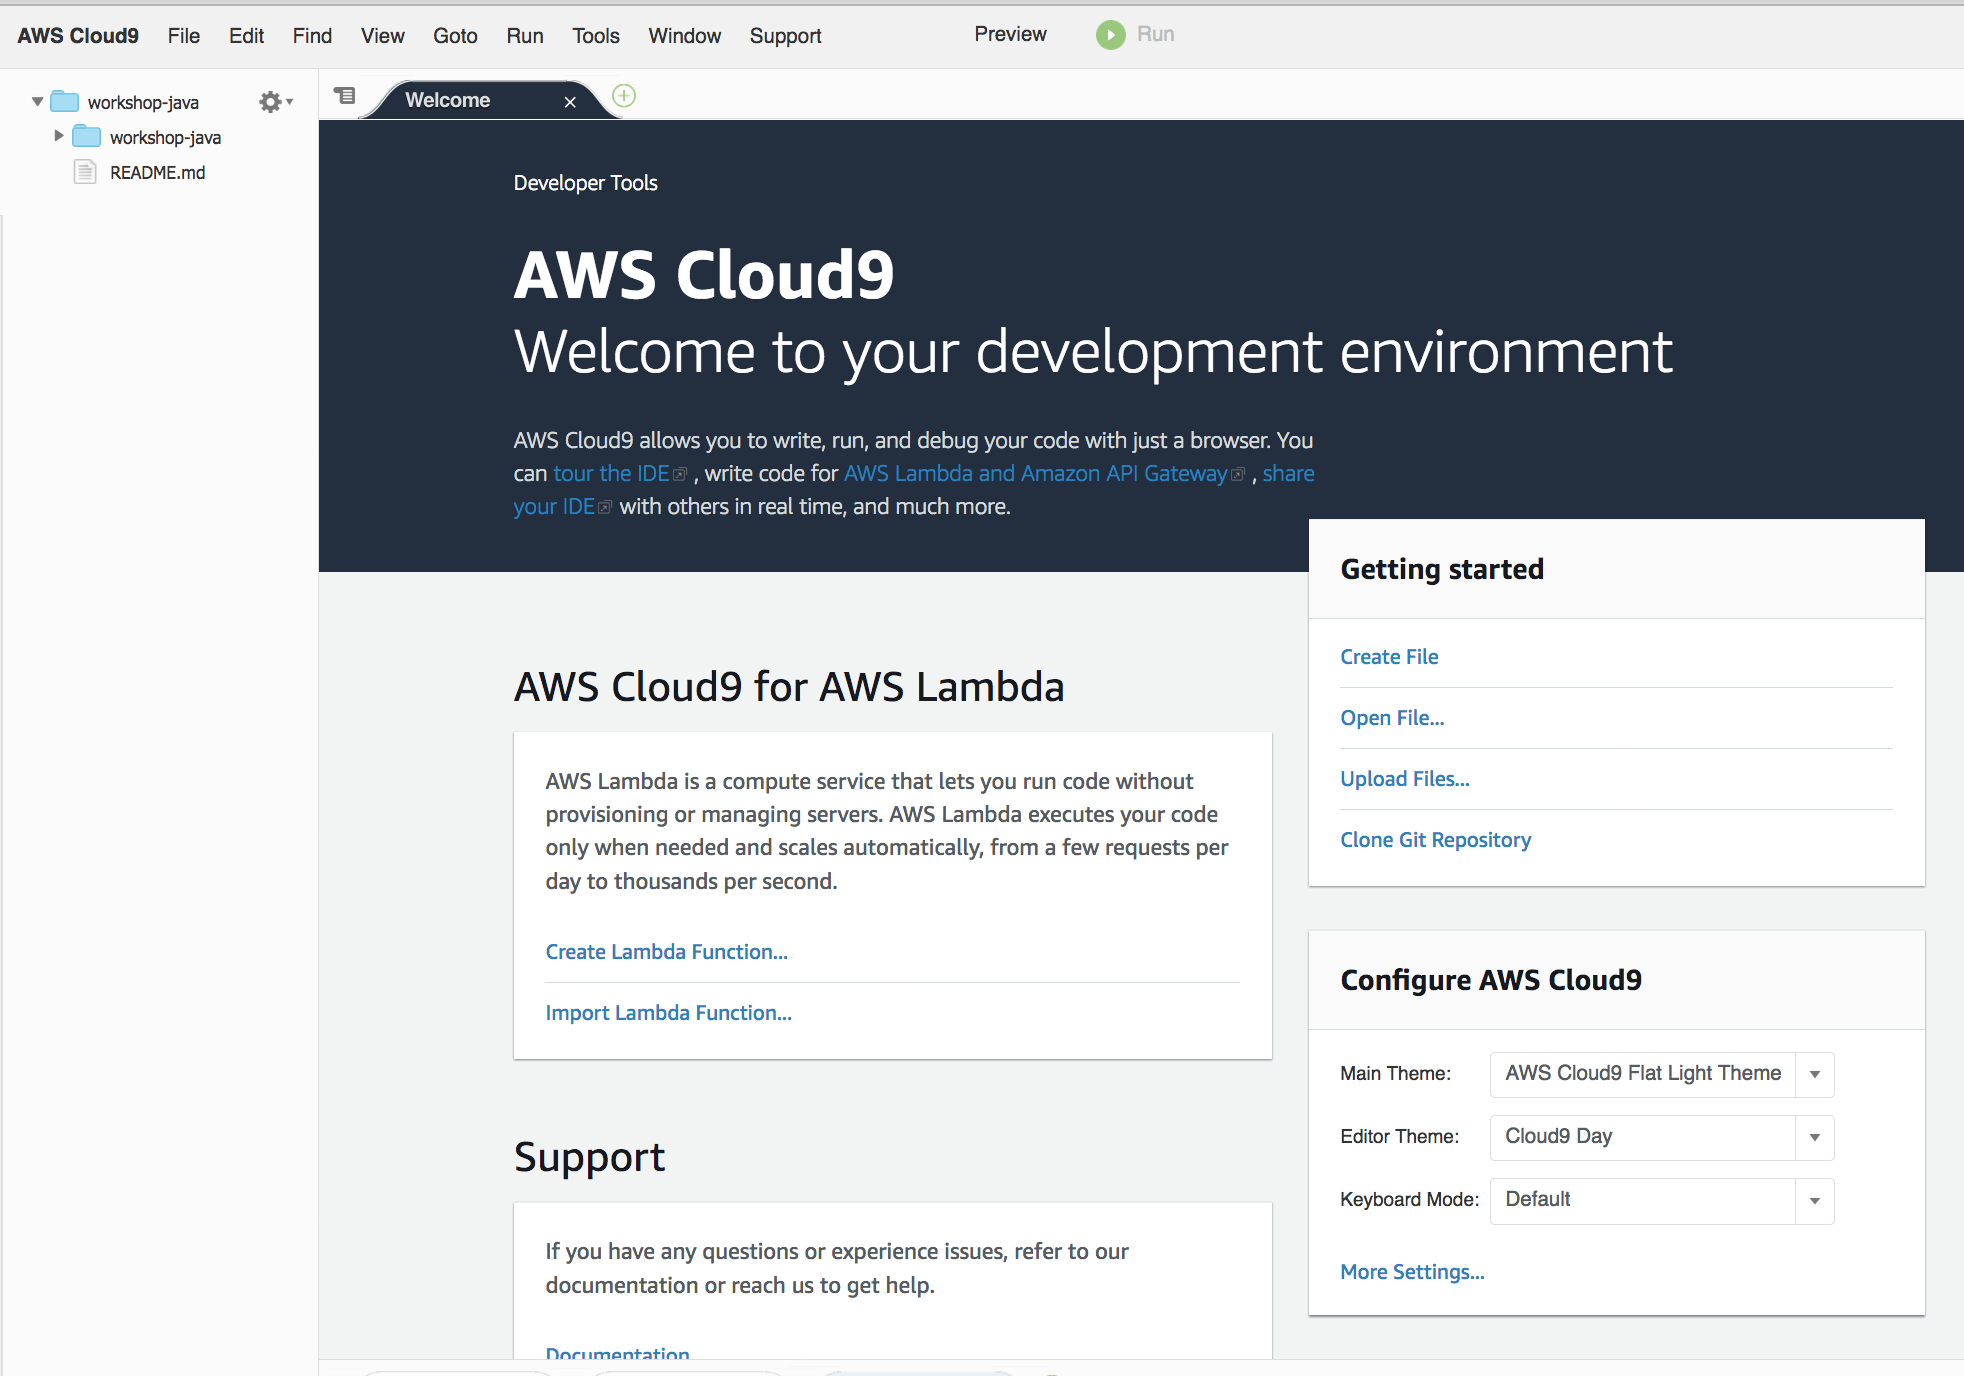 AWS Cloud9 File Edit Find View Goto Run Tools Window Support Preview Run
workshop-java
workshop-java
README.md
Welcome
Developer Tools
AWS Cloud9
Welcome to your development environment
AWS Cloud9 allows you to write, run, and debug your code with just a browser. You
can tour the IDE , write code for AWS Lambda and Amazon API Gateway , share
your IDE with others in real time, and much more.
AWS Cloud9 for AWS Lambda
AWS Lambda is a compute service that lets you run code without
provisioning or managing servers. AWS Lambda executes your code
only when needed and scales automatically, from a few requests per
day to thousands per second.
Create Lambda Function...
Import Lambda Function...
Support
If you have any questions or experience issues, refer to our
documentation or reach us to get help.
Documentation
Getting started
Create File
Open File...
Upload Files...
Clone Git Repository
Configure AWS Cloud9
Main Theme: AWS Cloud9 Flat Light Theme
Editor Theme: Cloud9 Day
Keyboard Mode: Default
More Settings...